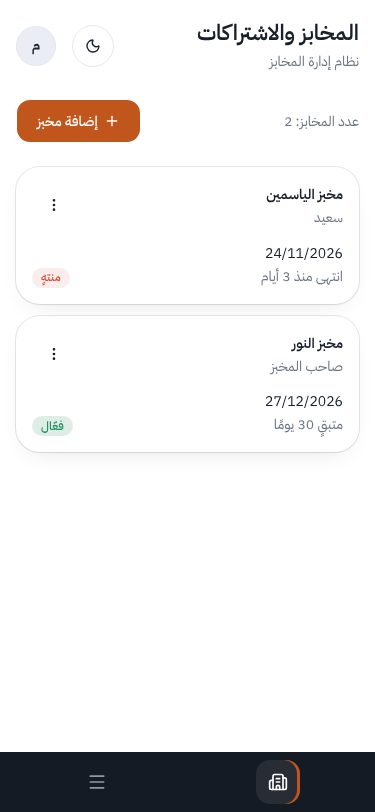 المخابز والاشتراكات
نظام إدارة المخابز
م
عدد المخابز: 2
إضافة مخبز
مخبز الياسمين
سعيد
24/11/2026
انتهى منذ 3 أيام
منتهٍ
مخبز النور
صاحب المخبز
27/12/2026
متبقٍ 30 يومًا
فعّال